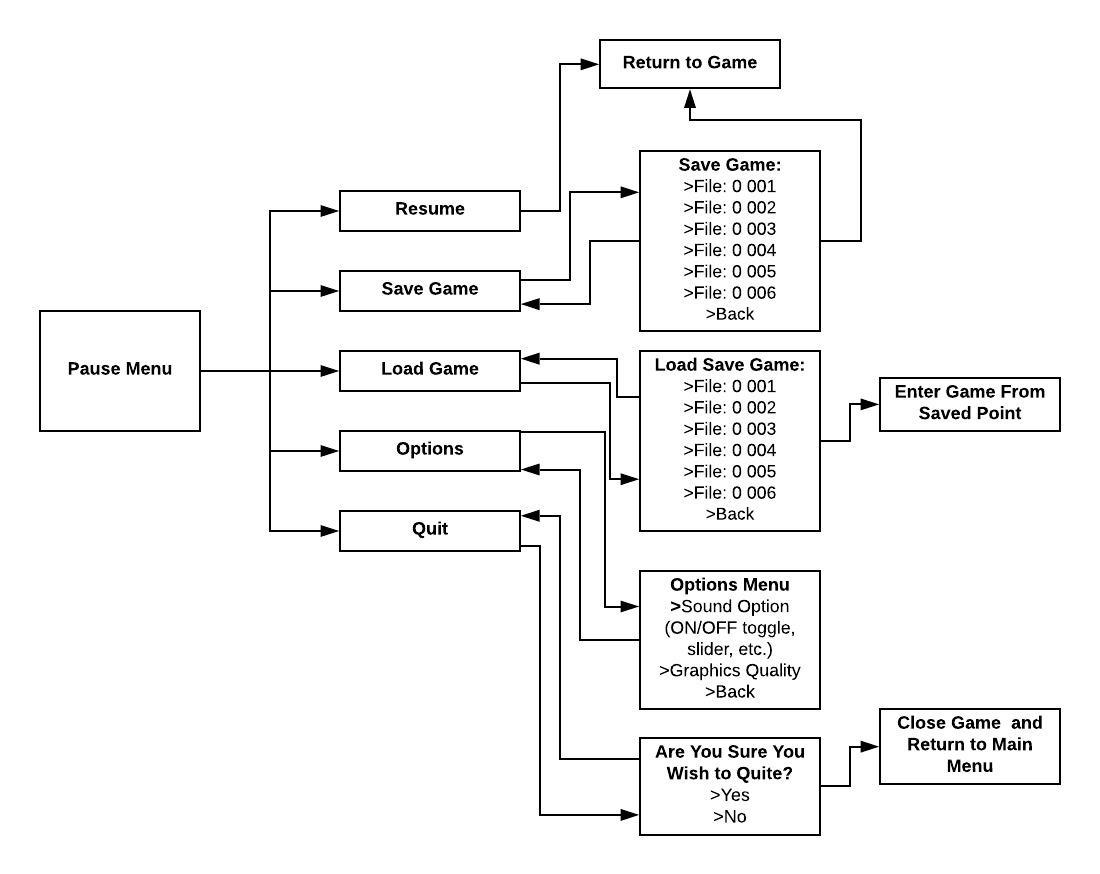 Return to Game
Save Game:
>File: 0 001
>File: 0 002
>File: 0 003
>File: 0 004
>File: 0 005
>File: 0 006
>Back
Resume
Save Game
Pause Menu
Load Game
Load Save Game:
>File: 0 001
>File: 0 002
>File: 0 003
>File: 0 004
>File: 0 005
>File: 0 006
>Back
Enter Game From
Saved Point
Options
Quit
Options Menu
>Sound Option
(ON/OFF toggle,
slider, etc.)
>Graphics Quality
>Back
Are You Sure You
Wish to Quite?
>Yes
>No
Close Game and
Return to Main
Menu